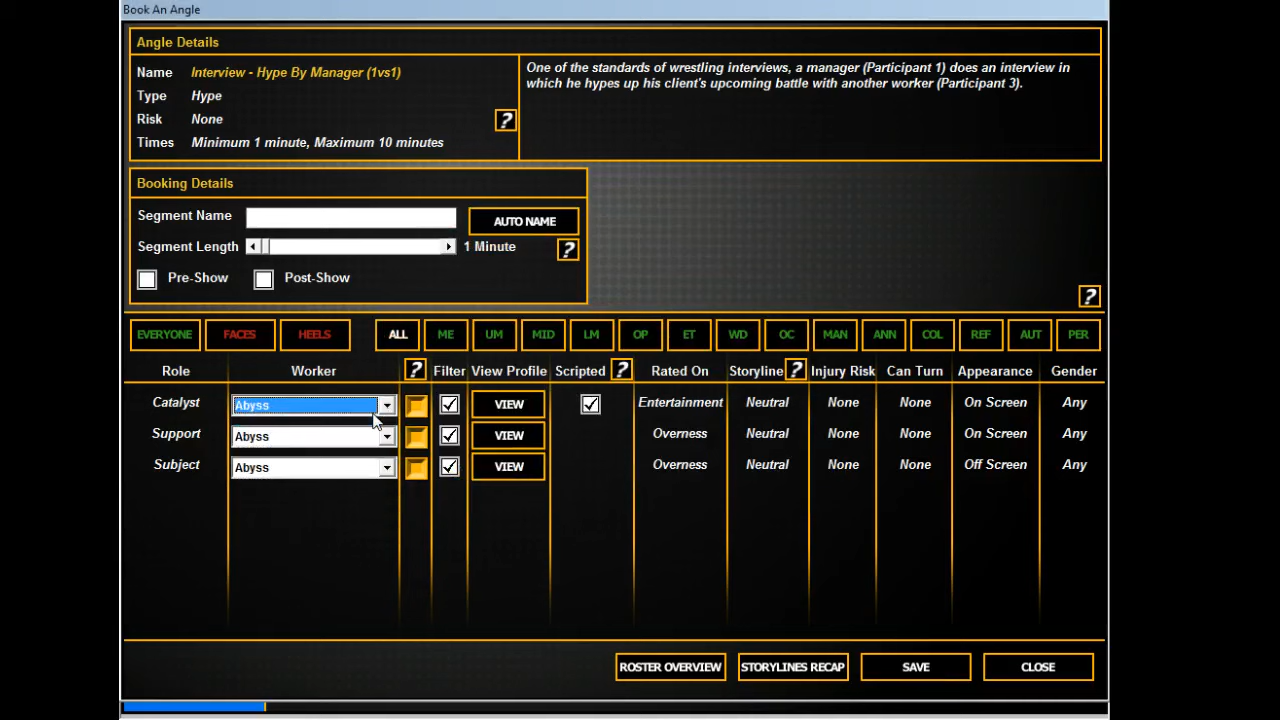 Book An Angle
Angle Details
Name Interview - Hype By Manager (1vs1)
Type Hype
Risk None
?
Times Minimum 1 minute, Maximum 10 minutes
One of the standards of wrestling interviews, a manager (Participant 1) does an interview in
which he hypes up his client's upcoming battle with another worker (Participant 3).
Booking Details
Segment Name AUTO NAME
Segment Length 1 Minute ?
Pre-Show Post-Show
?
EVERYONE FACES HEELS ALL ME UM MID LM OP ET WD OC MAN ANN COL REF AUT PER
Role Worker ? Filter View Profile Scripted ? Rated On Storyline ? Injury Risk Can Turn Appearance Gender
Catalyst Abyss VIEW Entertainment Neutral None None On Screen Any
Support Abyss VIEW Overness Neutral None None On Screen Any
Subject Abyss VIEW Overness Neutral None None Off Screen Any
ROSTER OVERVIEW STORYLINES RECAP SAVE CLOSE